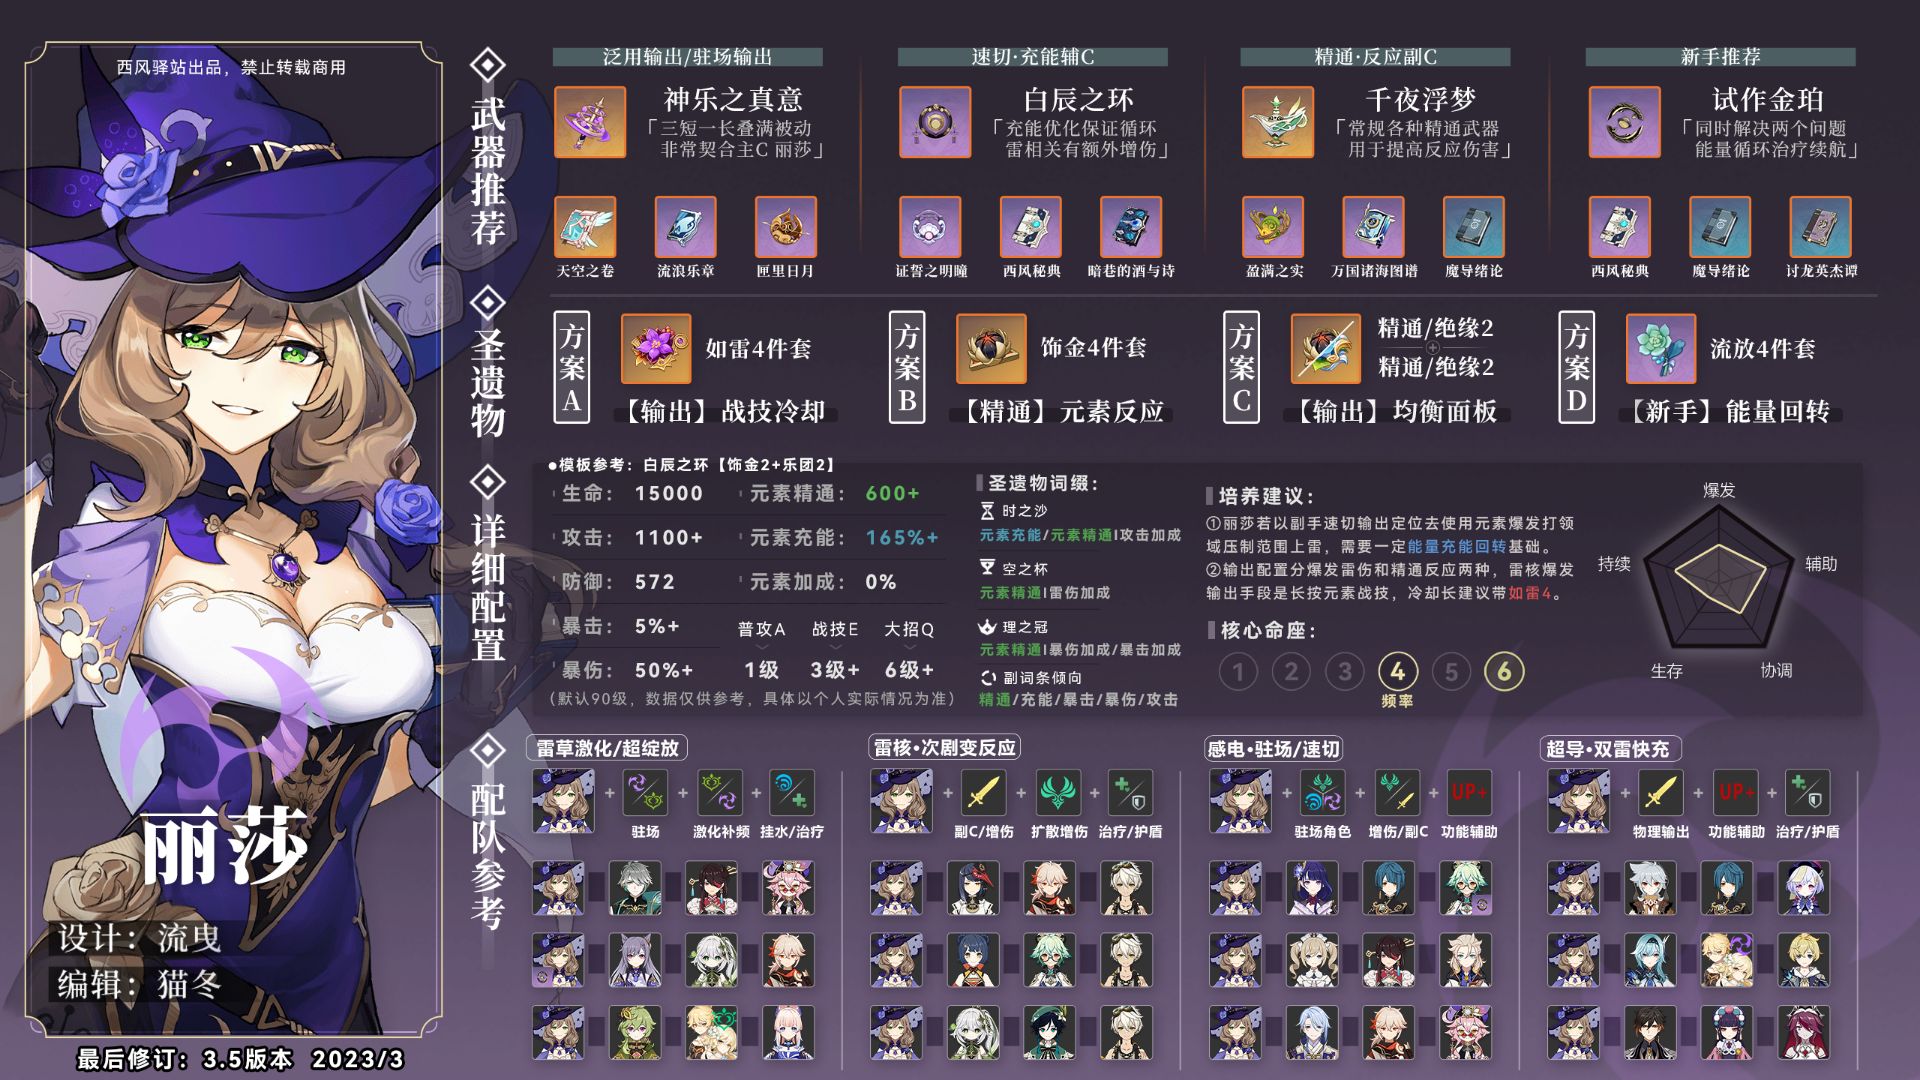 西风驿站出品，禁止转载商用
丽莎
设计：流曳
编辑：猫冬
最后修订：3.5版本 2023/3
武器推荐
泛用输出/驻场输出
神乐之真意
「三短一长叠满被动
非常契合主C 丽莎」
天空之卷
流浪乐章
匣里日月
速切·充能辅C
白辰之环
「充能优化保证循环
雷相关有额外增伤」
证誓之明瞳
西风秘典
暗巷的酒与诗
精通·反应副C
千夜浮梦
「常规各种精通武器
用于提高反应伤害」
盈满之实
万国诸海图谱
魔导绪论
新手推荐
试作金珀
「同时解决两个问题
能量循环治疗续航」
西风秘典
魔导绪论
讨龙英杰谭
圣遗物
方案A
如雷4件套
【输出】战技冷却
方案B
饰金4件套
【精通】元素反应
方案C
精通/绝缘2
精通/绝缘2
【输出】均衡面板
方案D
流放4件套
【新手】能量回转
详细配置
●模板参考：白辰之环【饰金2+乐团2】
生命：15000
元素精通：600+
攻击：1100+
元素充能：165%+
防御：572
元素加成：0%
暴击：5%+
普攻A 战技E 大招Q
暴伤：50%+
1级 3级+ 6级+
(默认90级，数据仅供参考，具体以个人实际情况为准)
圣遗物词缀：
时之沙
元素充能/元素精通|攻击加成
空之杯
元素精通|雷伤加成
理之冠
元素精通|暴伤加成/暴击加成
副词条倾向
精通/充能/暴击/暴伤/攻击
培养建议：
①丽莎若以副手速切输出定位去使用元素爆发打领
域压制范围上雷，需要一定能量充能回转基础。
②输出配置分爆发雷伤和精通反应两种，雷核爆发
输出手段是长按元素战技，冷却长建议带如雷4。
核心命座：
1 2 3 4 5 6
频率
爆发
持续
辅助
生存
协调
配队参考
雷草激化/超绽放
驻场
激化补频
挂水/治疗
雷核·次剧变反应
副C/增伤
扩散增伤
治疗/护盾
感电·驻场/速切
UP+
驻场角色
增伤/副C
功能辅助
超导·双雷快充
UP+
物理输出
功能辅助
治疗/护盾